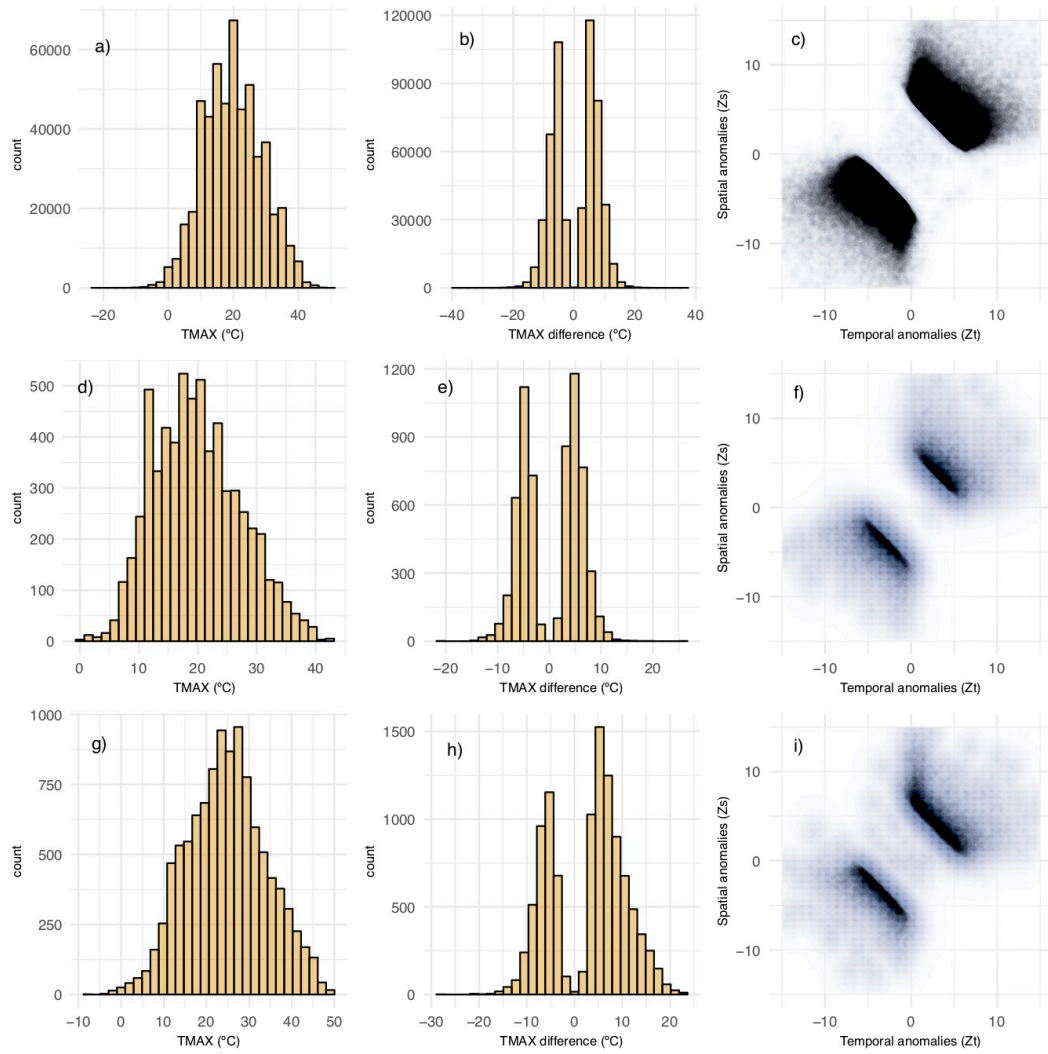 a)
count
60000
40000
20000
0
−20 0 20 40
TMAX (°C)
b)
count
120000
90000
60000
30000
0
−40 −20 0 20 40
TMAX difference (°C)
c)
Spatial anomalies (Zs)
10
0
−10
−10 0 10
Temporal anomalies (Zt)
d)
count
500
400
300
200
100
0
0 10 20 30 40
TMAX (°C)
e)
count
1200
900
600
300
0
−20 −10 0 10 20
TMAX difference (°C)
f)
Spatial anomalies (Zs)
10
0
−10
−10 0 10
Temporal anomalies (Zt)
g)
count
1000
750
500
250
0
−10 0 10 20 30 40 50
TMAX (°C)
h)
count
1500
1000
500
0
−30 −20 −10 0 10 20
TMAX difference (°C)
i)
Spatial anomalies (Zs)
10
0
−10
−10 0 10
Temporal anomalies (Zt)